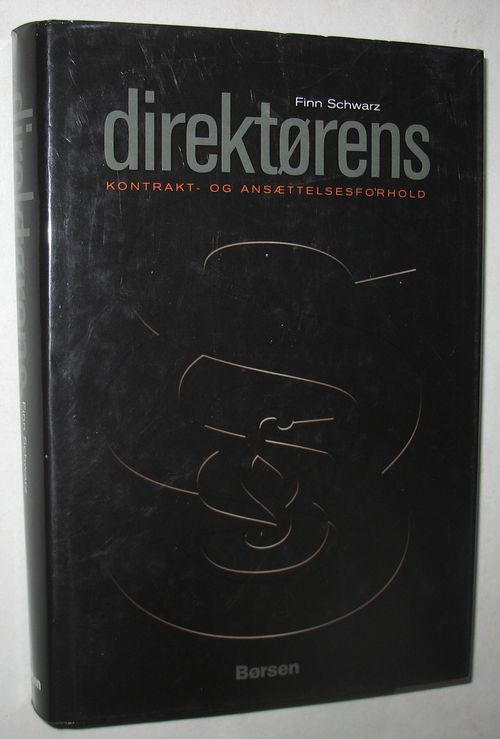 Finn Schwarz
direktørens
KONTRAKT- OG ANSÆTTELSESFORHOLD
Børsen
direktørens
Finn Schwarz